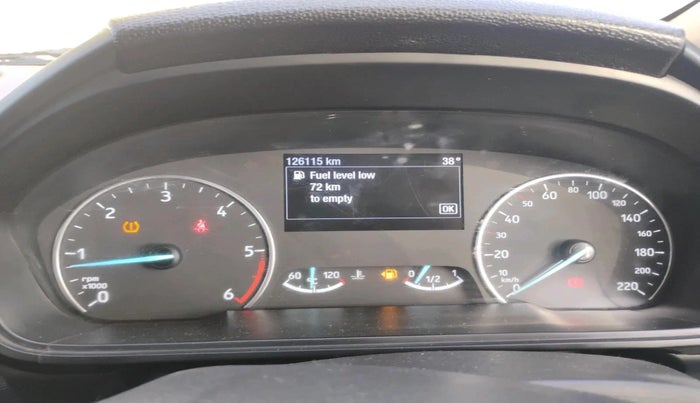 126115 km 38°
Fuel level low
72 km
to empty
OK
0 1 2 3 4 5 6
rpm
x1000
60 °C 120
0 1/2 1
0 10 20 40 50 60 80 100 120 140 160 180 200 220
km/h